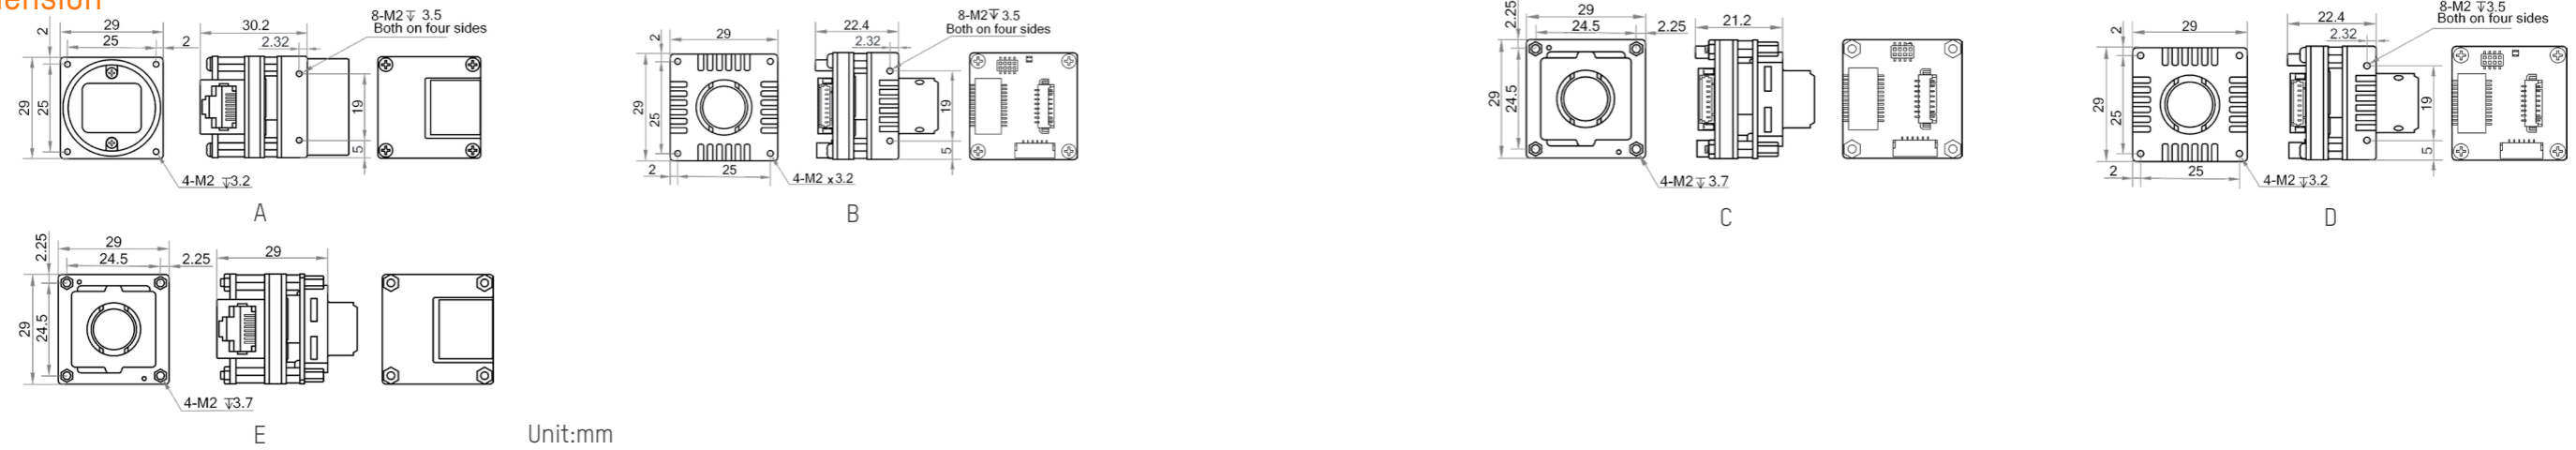 ension
29
25
2
2
29
25
4-M2 ↧3.2
30.2
2.32
8-M2 ↧ 3.5
Both on four sides
19
5
A
29
2
29
25
2
25
4-M2 x3.2
22.4
2.32
8-M2↧ 3.5
Both on four sides
19
5
B
29
24.5
2.25
2.25
29
24.5
4-M2↧ 3.7
21.2
C
29
2
29
25
2
25
4-M2 ↧3.2
22.4
2.32
8-M2 ↧3.5
Both on four sides
19
5
D
29
24.5
2.25
2.25
29
24.5
4-M2 ↧3.7
29
E
Unit:mm